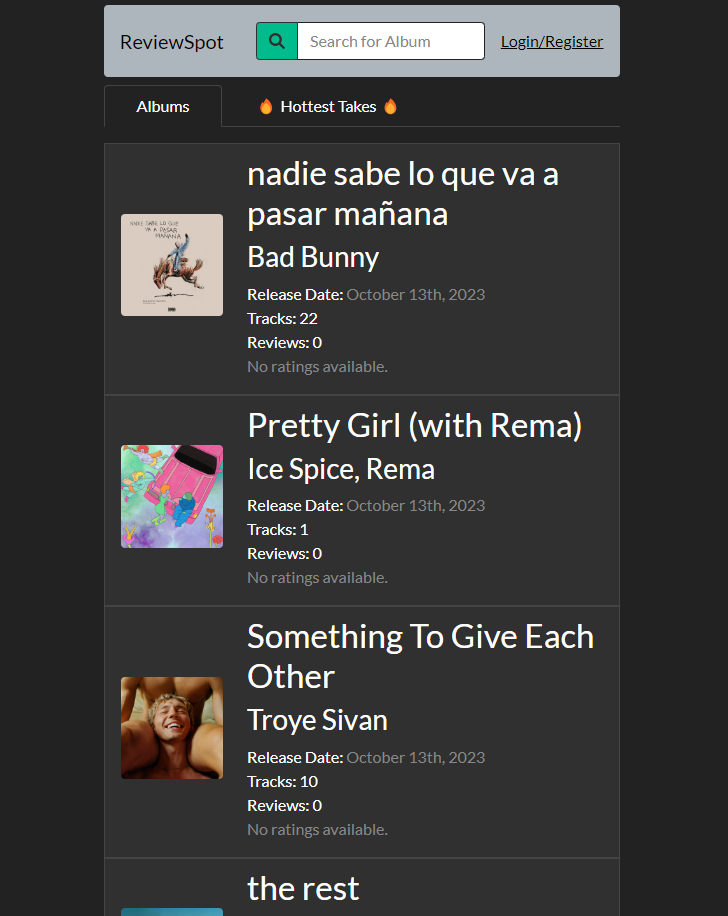 ReviewSpot
Search for Album
Login/Register
Albums
🔥 Hottest Takes 🔥
nadie sabe lo que va a
pasar mañana
Bad Bunny
Release Date: October 13th, 2023
Tracks: 22
Reviews: 0
No ratings available.
NADIE SABE LO QUE
VA A PASAR
MAÑANA
Pretty Girl (with Rema)
Ice Spice, Rema
Release Date: October 13th, 2023
Tracks: 1
Reviews: 0
No ratings available.
Something To Give Each
Other
Troye Sivan
Release Date: October 13th, 2023
Tracks: 10
Reviews: 0
No ratings available.
the rest